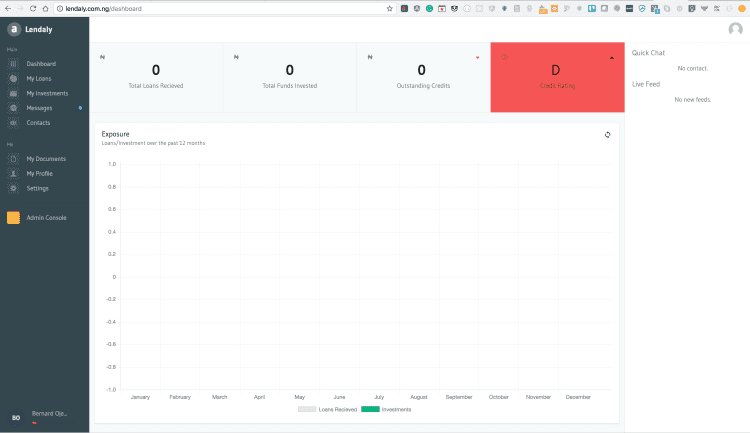 lendaly.com.ng/dashboard
a Lendaly
Main
Dashboard
My Loans
My Investments
Messages
Contacts
Me
My Documents
My Profile
Settings
Admin Console
BO
Bernard Oje...
₦
0
Total Loans Recieved
₦
0
Total Funds Invested
₦
0
Outstanding Credits
D
Credit Rating
Quick Chat
No contact.
Live Feed
No new feeds.
Exposure
Loans/Investment over the past 12 months
1.0
0.8
0.6
0.4
0.2
0
-0.2
-0.4
-0.6
-0.8
-1.0
January February March April May June July August September October November December
Loans Recieved Investments